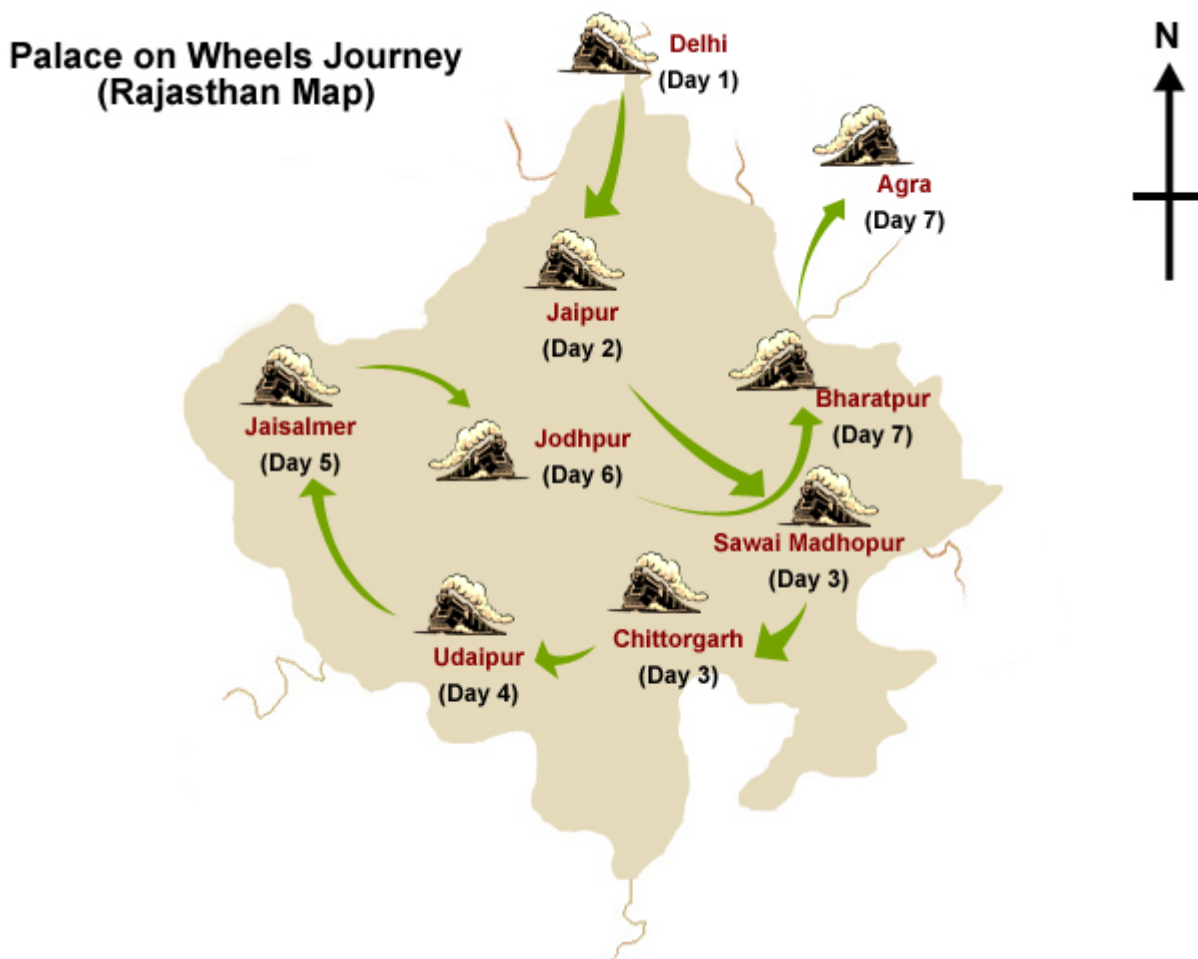 Palace on Wheels Journey
(Rajasthan Map)
N
Delhi
(Day 1)
Agra
(Day 7)
Jaipur
(Day 2)
Bharatpur
(Day 7)
Jaisalmer
(Day 5)
Jodhpur
(Day 6)
Sawai Madhopur
(Day 3)
Chittorgarh
(Day 3)
Udaipur
(Day 4)